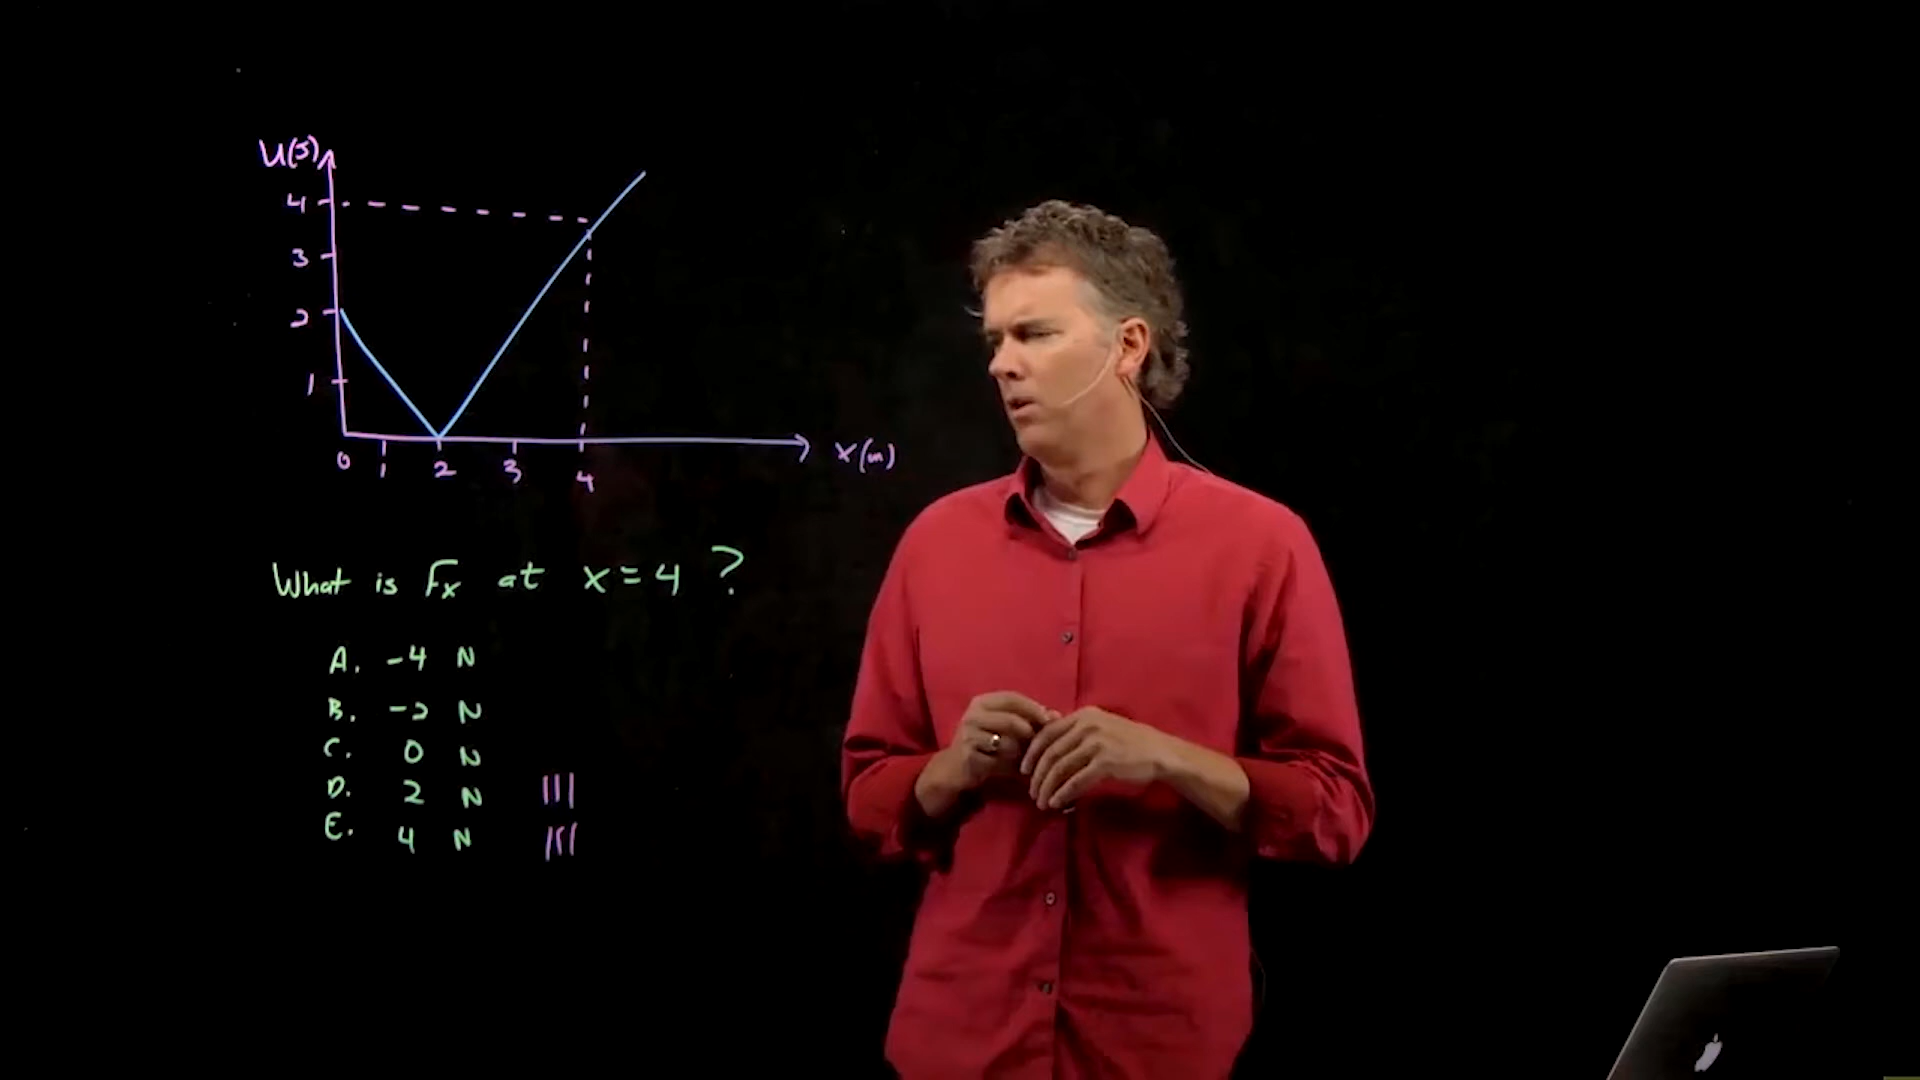 U(J)
4
3
2
1
0 1 2 3 4 x(m)
What is Fx at x = 4 ?
A. -4 N
B. -2 N
C. 0 N
D. 2 N |||
E. 4 N |||